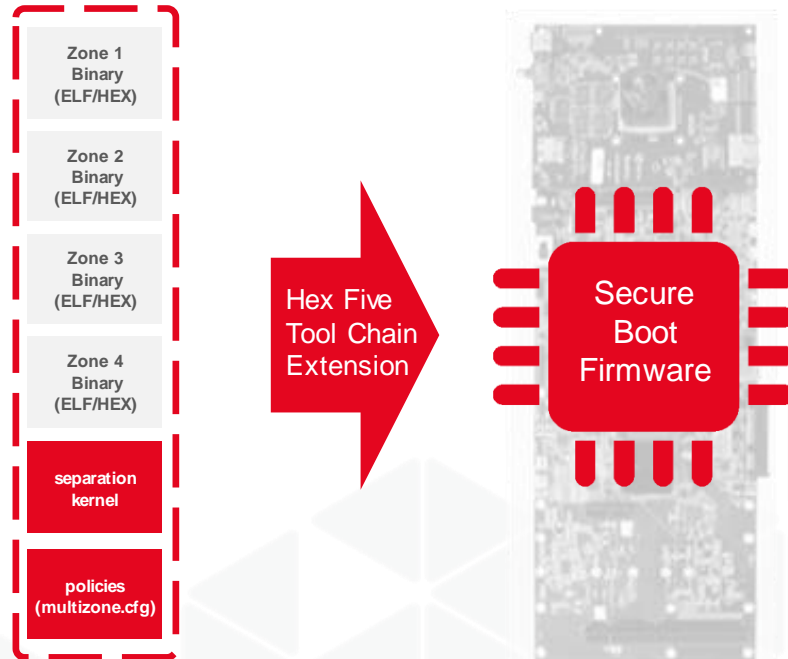 Zone 1
Binary
(ELF/HEX)
Zone 2
Binary
(ELF/HEX)
Zone 3
Binary
(ELF/HEX)
Zone 4
Binary
(ELF/HEX)
separation
kernel
policies
(multizone.cfg)
Hex Five
Tool Chain
Extension
Secure
Boot
Firmware